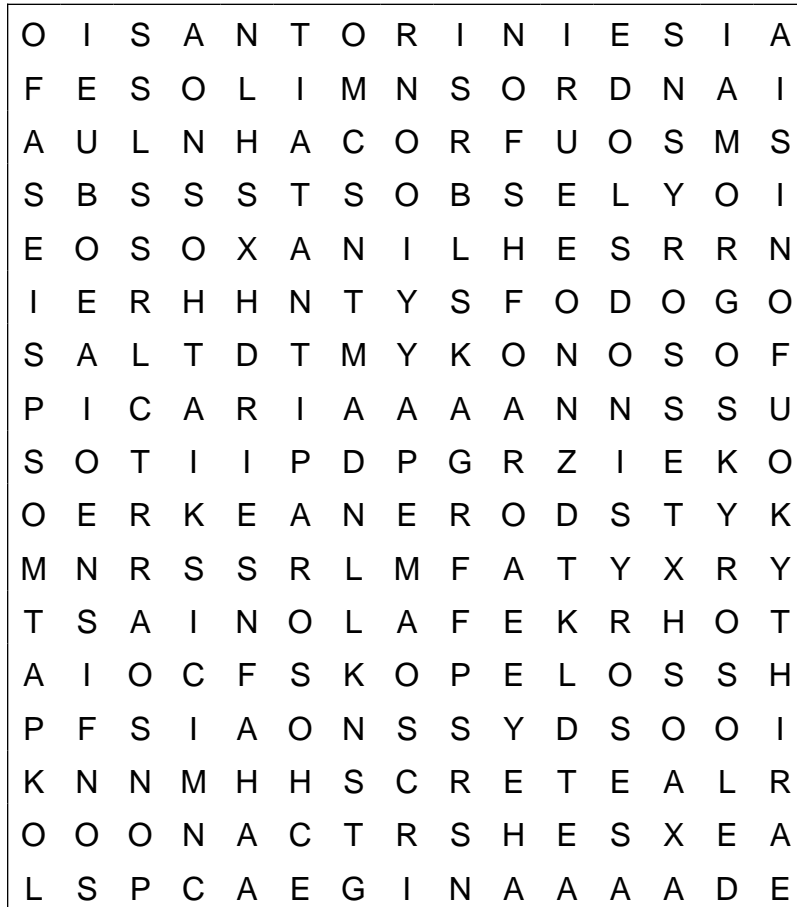 O I S A N T O R I N I E S I A
F E S O L I M N S O R D N A I
A U L N H A C O R F U O S M S
S B S S S T S O B S E L Y O I
E O S O X A N I L H E S R R N
I E R H H N T Y S F O D O G O
S A L T D T M Y K O N O S O F
P I C A R I A A A A N N S S U
S O T I I P D P G R Z I E K O
O E R K E A N E R O D S T Y K
M N R S S R L M F A T Y X R Y
T S A I N O L A F E K R H O T
A I O C F S K O P E L O S S H
P F S I A O N S S Y D S O O I
K N N M H H S C R E T E A L R
O O O N A C T R S H E S X E A
L S P C A E G I N A A A A D E